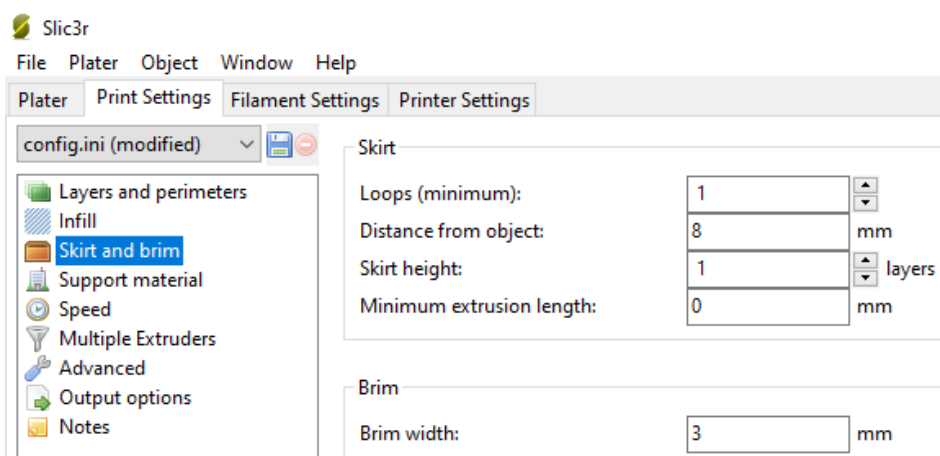 Slic3r
File Plater Object Window Help
Plater Print Settings Filament Settings Printer Settings
config.ini (modified)
Layers and perimeters
Infill
Skirt and brim
Support material
Speed
Multiple Extruders
Advanced
Output options
Notes
Skirt
Loops (minimum): 1
Distance from object: 8 mm
Skirt height: 1 layers
Minimum extrusion length: 0 mm
Brim
Brim width: 3 mm